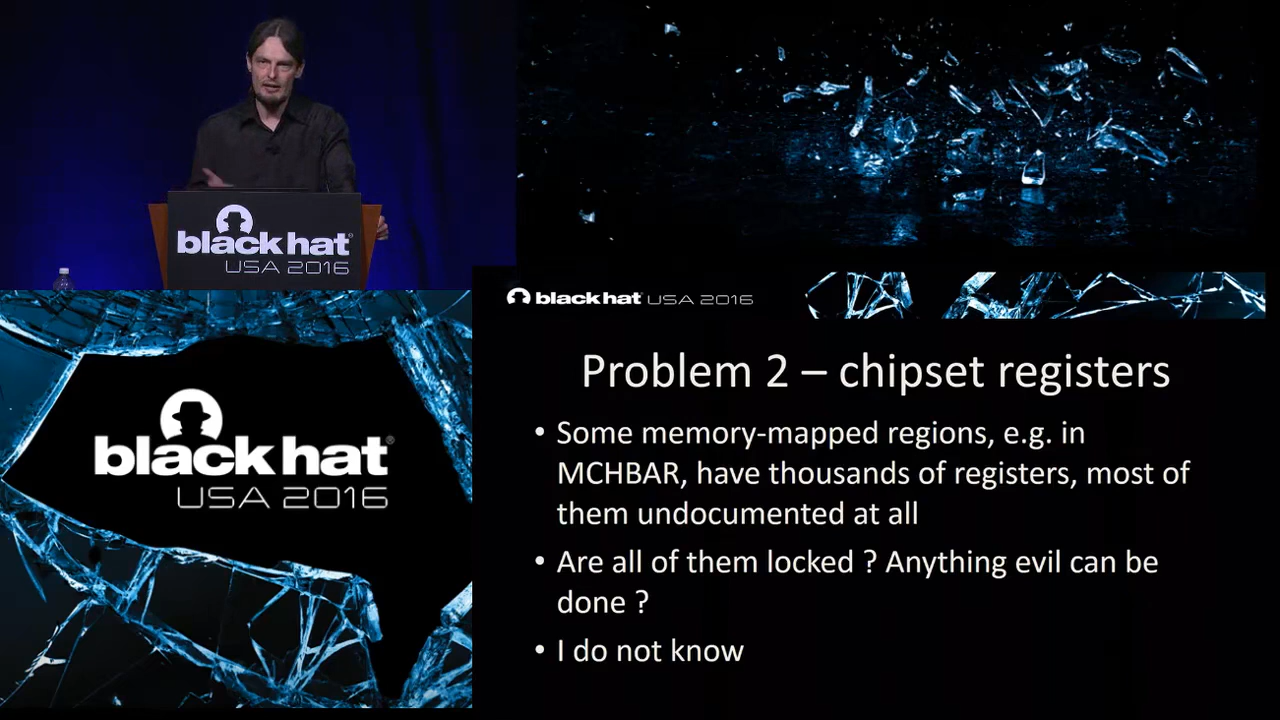 black hat
USA 2016
black hat USA 2016
Problem 2 – chipset registers
• Some memory-mapped regions, e.g. in
MCHBAR, have thousands of registers, most of
them undocumented at all
• Are all of them locked ? Anything evil can be
done ?
• I do not know
black hat®
USA 2016